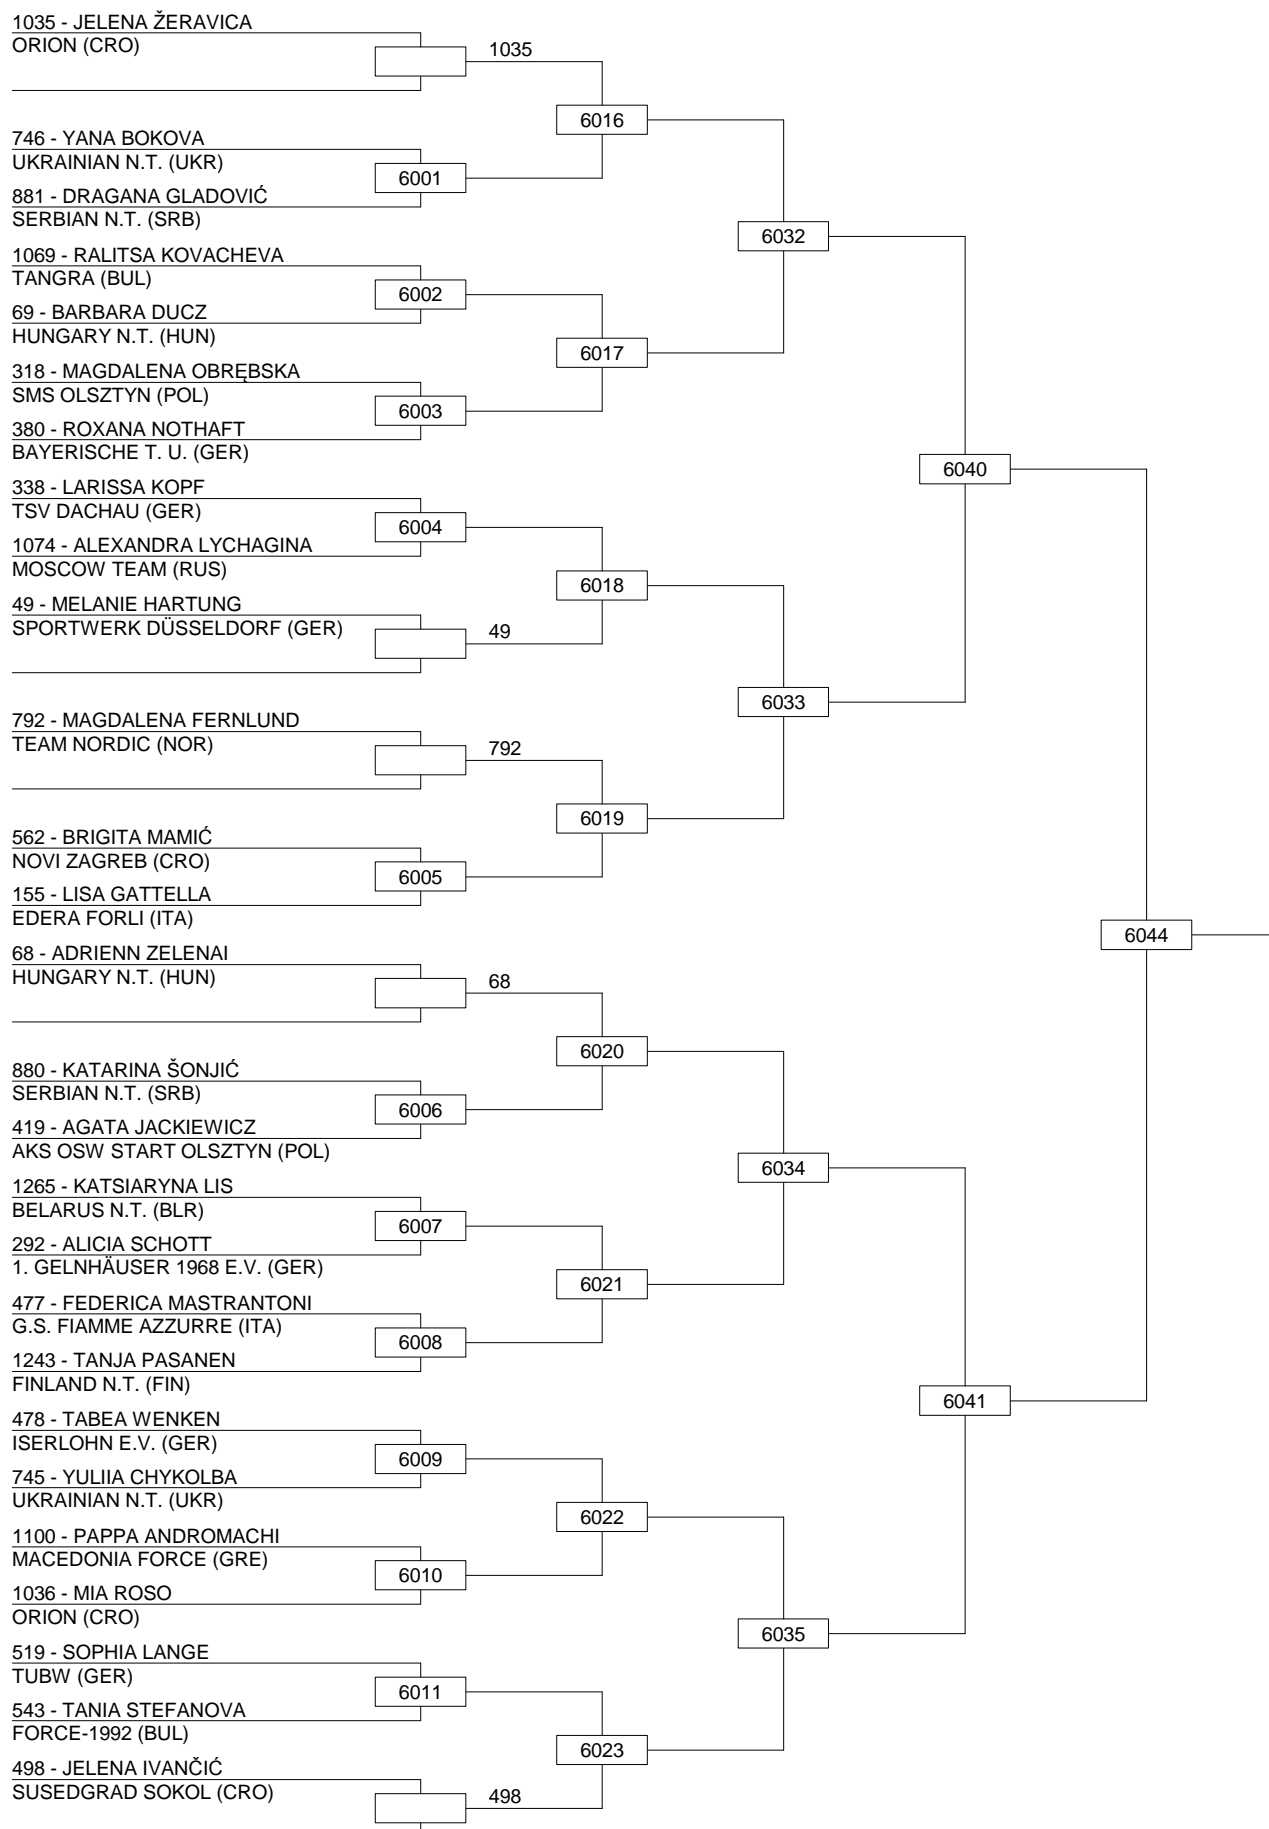 1035 - JELENA ŽERAVICA
ORION (CRO)
1035
6016
746 - YANA BOKOVA
UKRAINIAN N.T. (UKR)
6001
881 - DRAGANA GLADOVIĆ
SERBIAN N.T. (SRB)
6032
1069 - RALITSA KOVACHEVA
TANGRA (BUL)
6002
69 - BARBARA DUCZ
HUNGARY N.T. (HUN)
6017
318 - MAGDALENA OBRĘBSKA
SMS OLSZTYN (POL)
6003
380 - ROXANA NOTHAFT
BAYERISCHE T. U. (GER)
6040
338 - LARISSA KOPF
TSV DACHAU (GER)
6004
1074 - ALEXANDRA LYCHAGINA
MOSCOW TEAM (RUS)
6018
49 - MELANIE HARTUNG
SPORTWERK DÜSSELDORF (GER)
49
6033
792 - MAGDALENA FERNLUND
TEAM NORDIC (NOR)
792
6019
562 - BRIGITA MAMIĆ
NOVI ZAGREB (CRO)
6005
155 - LISA GATTELLA
EDERA FORLI (ITA)
6044
68 - ADRIENN ZELENAI
HUNGARY N.T. (HUN)
68
6020
880 - KATARINA ŠONJIĆ
SERBIAN N.T. (SRB)
6006
419 - AGATA JACKIEWICZ
AKS OSW START OLSZTYN (POL)
6034
1265 - KATSIARYNA LIS
BELARUS N.T. (BLR)
6007
292 - ALICIA SCHOTT
1. GELNHÄUSER 1968 E.V. (GER)
6021
477 - FEDERICA MASTRANTONI
G.S. FIAMME AZZURRE (ITA)
6008
1243 - TANJA PASANEN
FINLAND N.T. (FIN)
6041
478 - TABEA WENKEN
ISERLOHN E.V. (GER)
6009
745 - YULIIA CHYKOLBA
UKRAINIAN N.T. (UKR)
6022
1100 - PAPPA ANDROMACHI
MACEDONIA FORCE (GRE)
6010
1036 - MIA ROSO
ORION (CRO)
6035
519 - SOPHIA LANGE
TUBW (GER)
6011
543 - TANIA STEFANOVA
FORCE-1992 (BUL)
6023
498 - JELENA IVANČIĆ
SUSEDGRAD SOKOL (CRO)
498